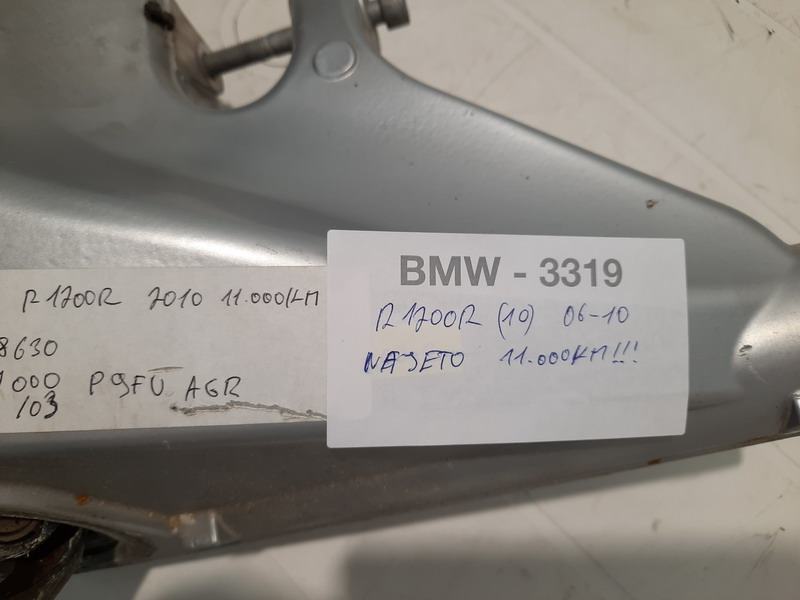 BMW - 3319
R1200R (10) 06-10
NAJETO 11.000KM!!!
R1200R 2010 11.000KM
8630
1000 P9FU AGR
103